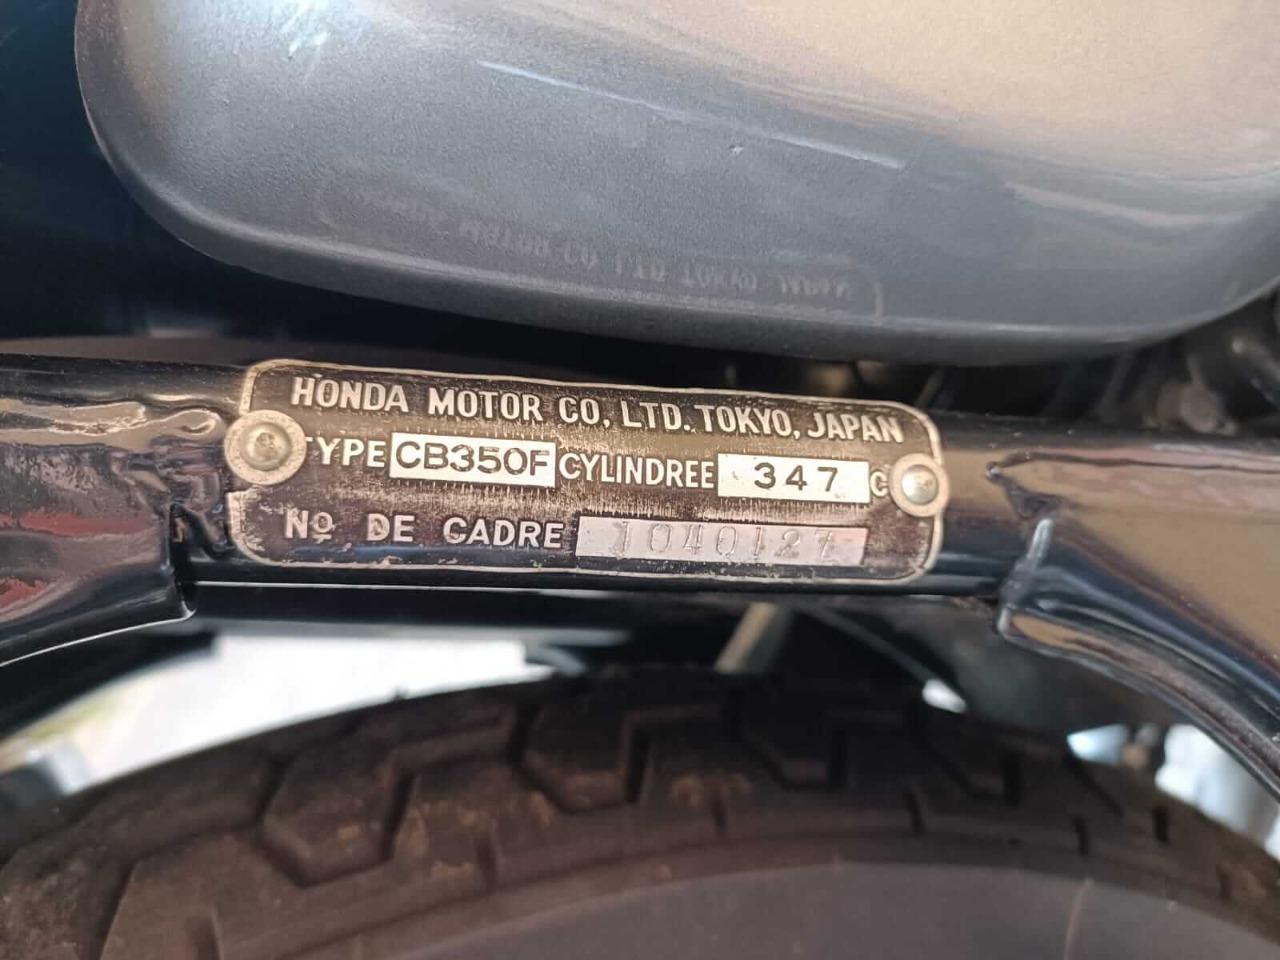 HONDA MOTOR CO., LTD. TOKYO, JAPAN
TYPE CB350F CYLINDREE 347 C
Nº DE CADRE 1040127